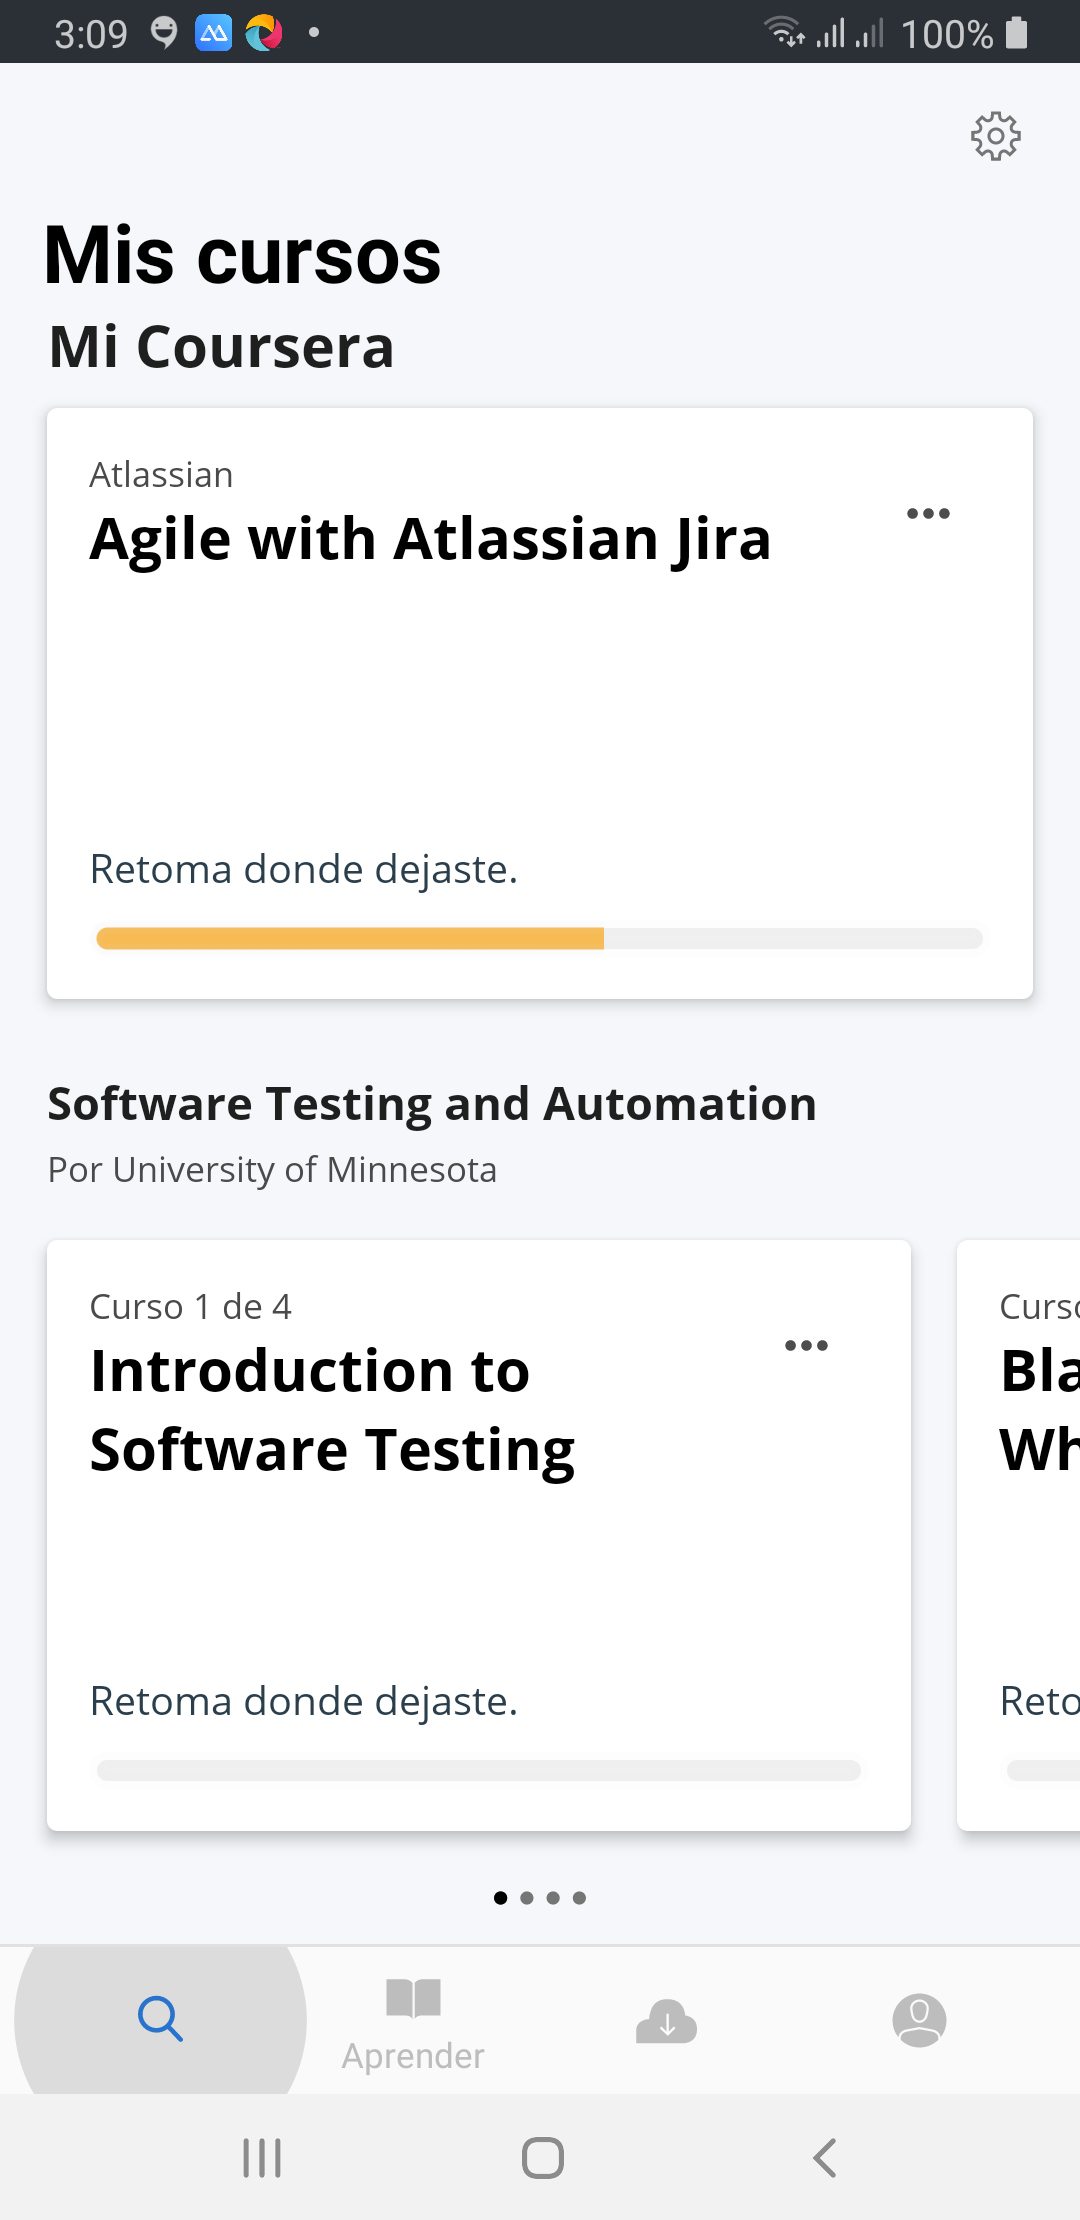 3:09
100%
Mis cursos
Mi Coursera
Atlassian
Agile with Atlassian Jira
Retoma donde dejaste.
Software Testing and Automation
Por University of Minnesota
Curso 1 de 4
Introduction to
Software Testing
Retoma donde dejaste.
Curso
Bla
Wh
Reto
Aprender